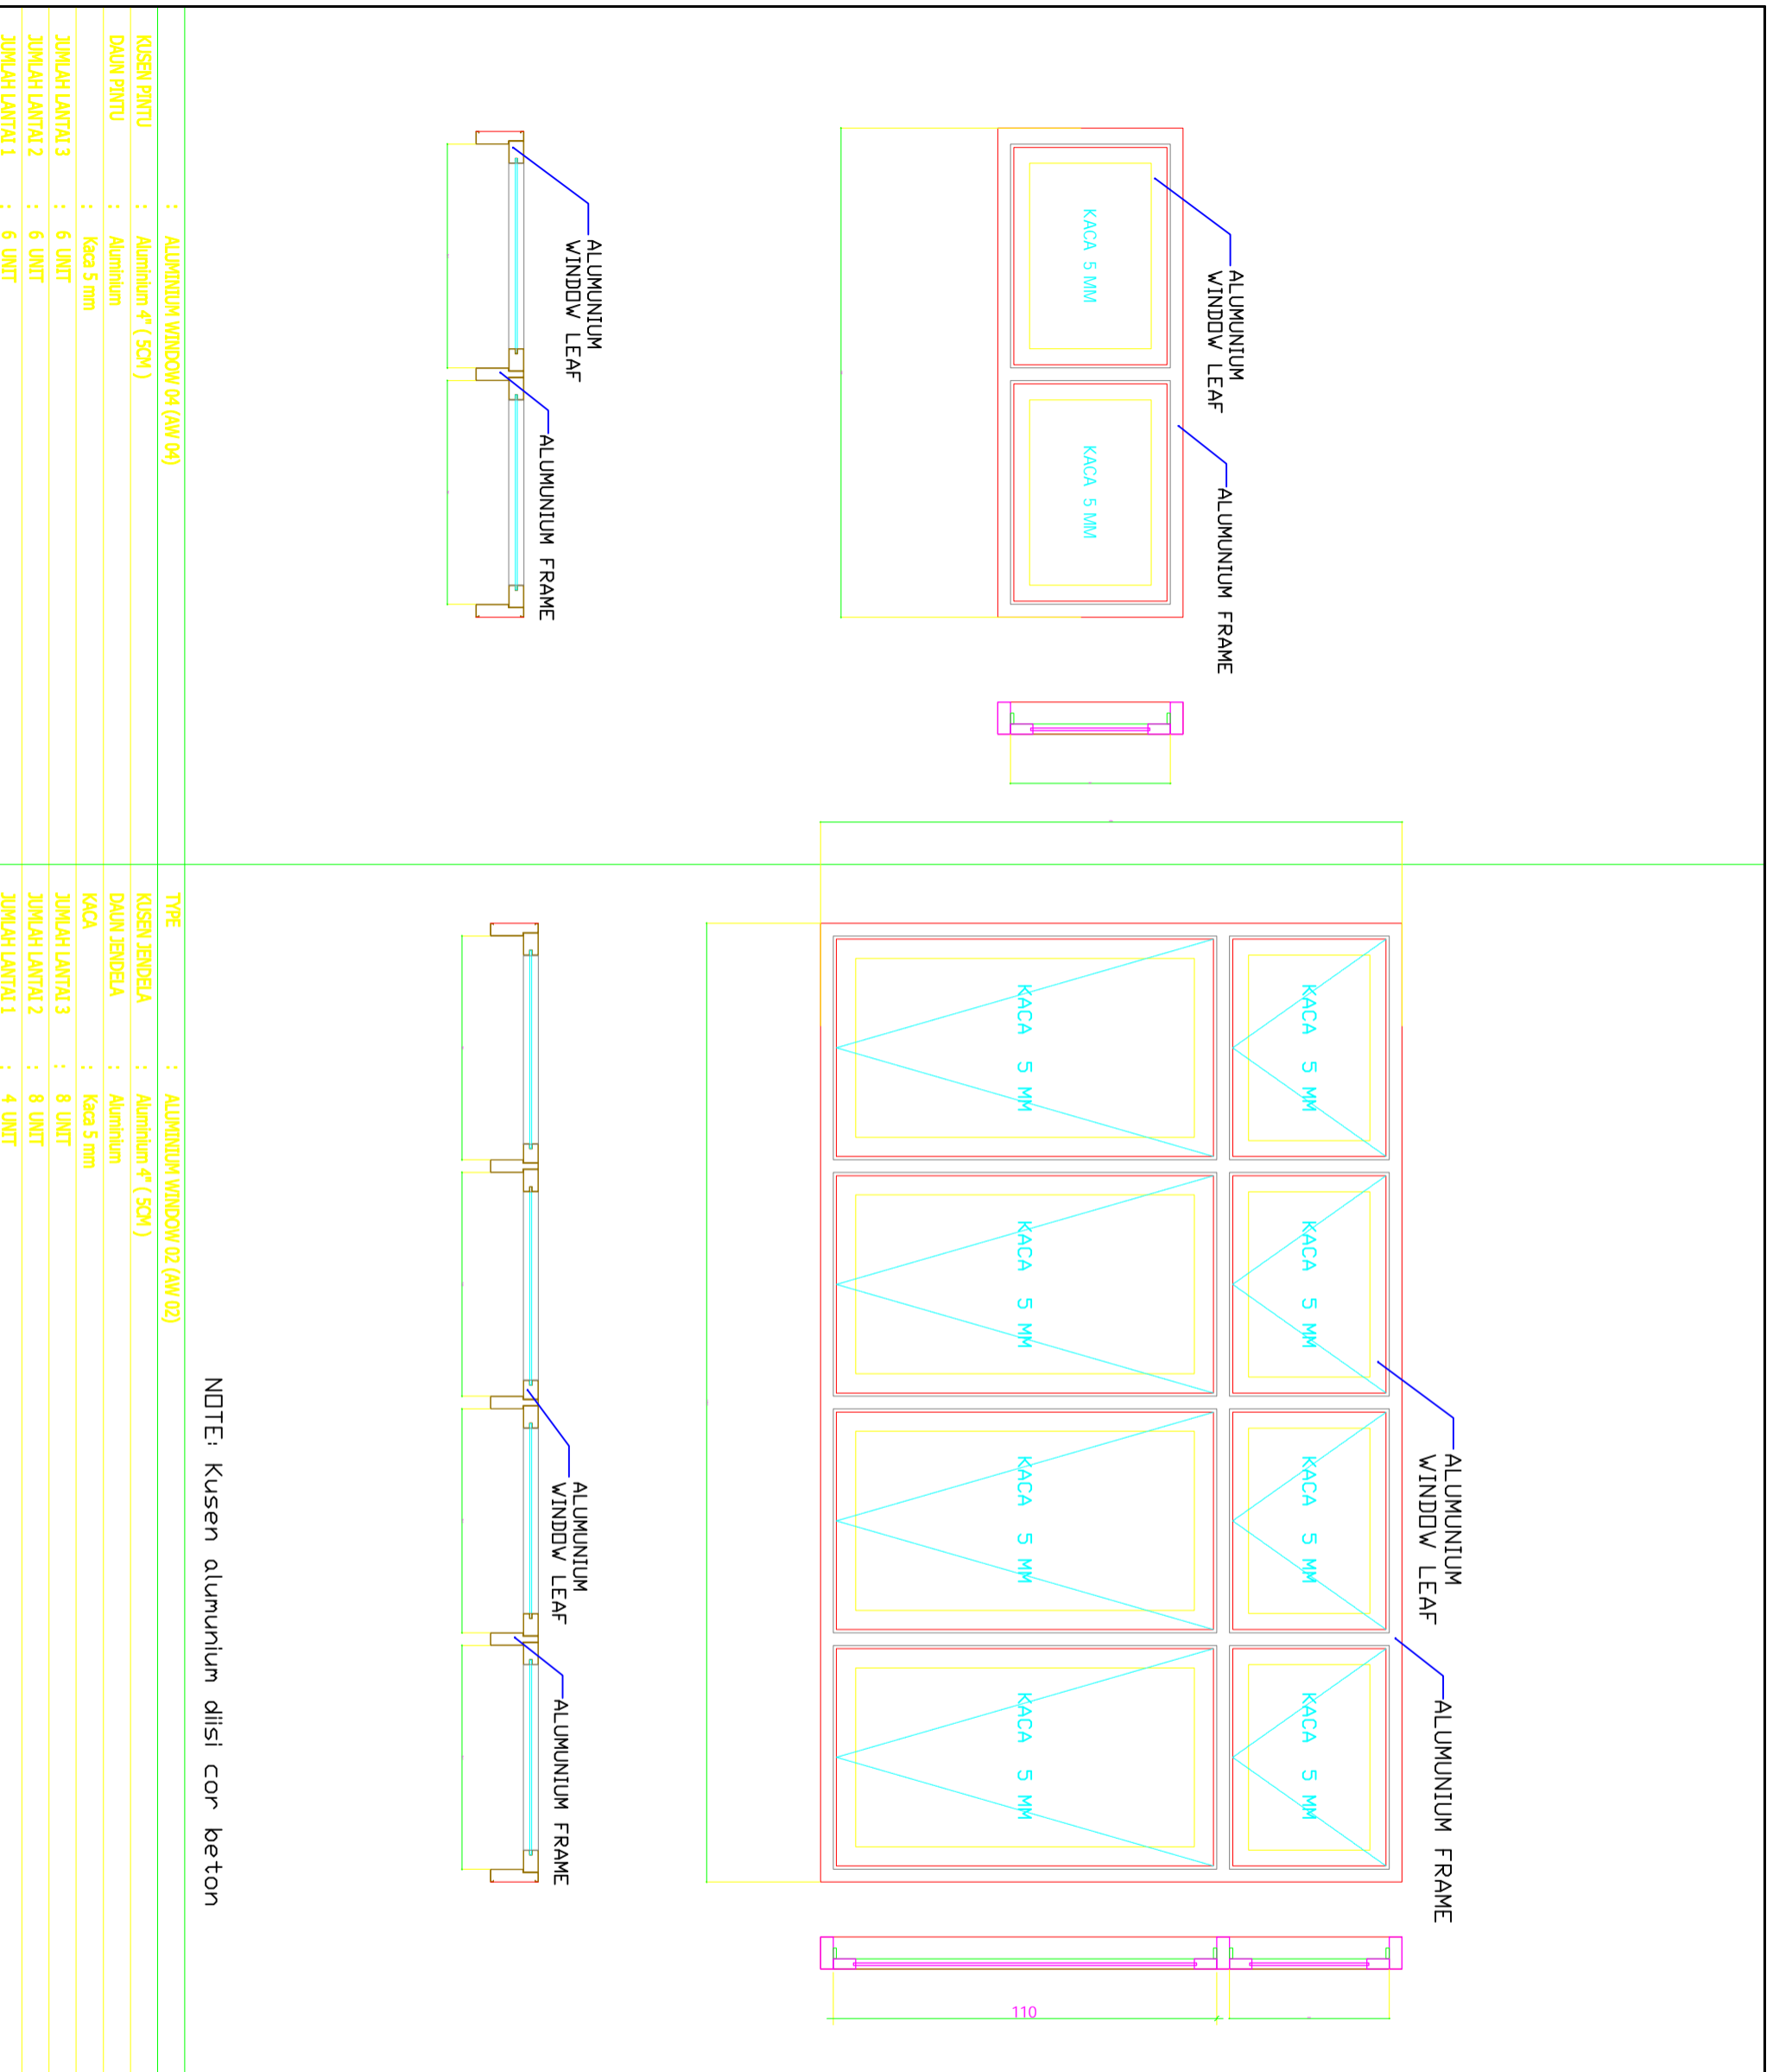 ALUMUNIUM
WINDOW LEAF
ALUMUNIUM FRAME
KACA 5 MM
KACA 5 MM
ALUMUNIUM
WINDOW LEAF
ALUMUNIUM FRAME
: ALUMINIUM WINDOW 04 (AW 04)
KUSEN PINTU : Aluminium 4" ( 5CM )
DAUN PINTU : Aluminium
: Kaca 5 mm
JUMLAH LANTAI 3 : 6 UNIT
JUMLAH LANTAI 2 : 6 UNIT
JUMLAH LANTAI 1 : 6 UNIT
ALUMUNIUM
WINDOW LEAF
ALUMUNIUM FRAME
KACA 5 MM
KACA 5 MM
KACA 5 MM
KACA 5 MM
KACA 5 MM
KACA 5 MM
KACA 5 MM
KACA 5 MM
110
ALUMUNIUM
WINDOW LEAF
ALUMUNIUM FRAME
NOTE: Kusen alumunium diisi cor beton
TYPE : ALUMINIUM WINDOW 02 (AW 02)
KUSEN JENDELA : Aluminium 4" ( 5CM )
DAUN JENDELA : Aluminium
KACA : Kaca 5 mm
JUMLAH LANTAI 3 : 8 UNIT
JUMLAH LANTAI 2 : 8 UNIT
JUMLAH LANTAI 1 : 4 UNIT